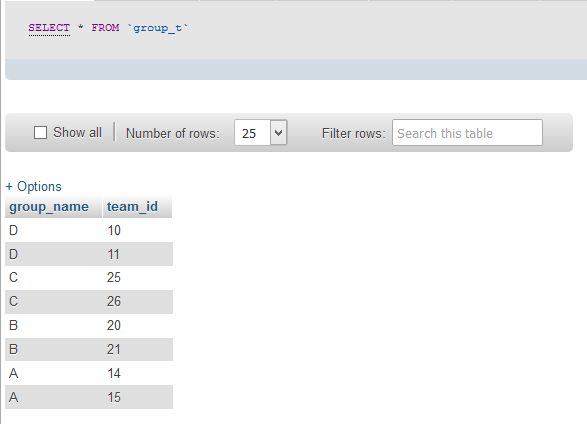 SELECT * FROM `group_t`
Show all Number of rows: 25 Filter rows: Search this table
+ Options
group_name team_id
D 10
D 11
C 25
C 26
B 20
B 21
A 14
A 15